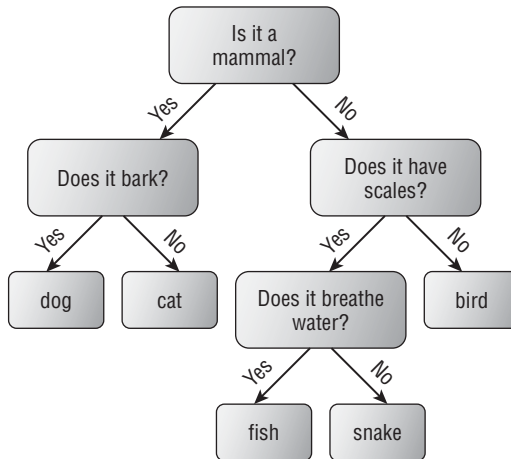 Is it a
mammal?
Yes
No
Does it bark?
Does it have
scales?
Yes
No
Yes
No
dog
cat
Does it breathe
water?
bird
Yes
No
fish
snake